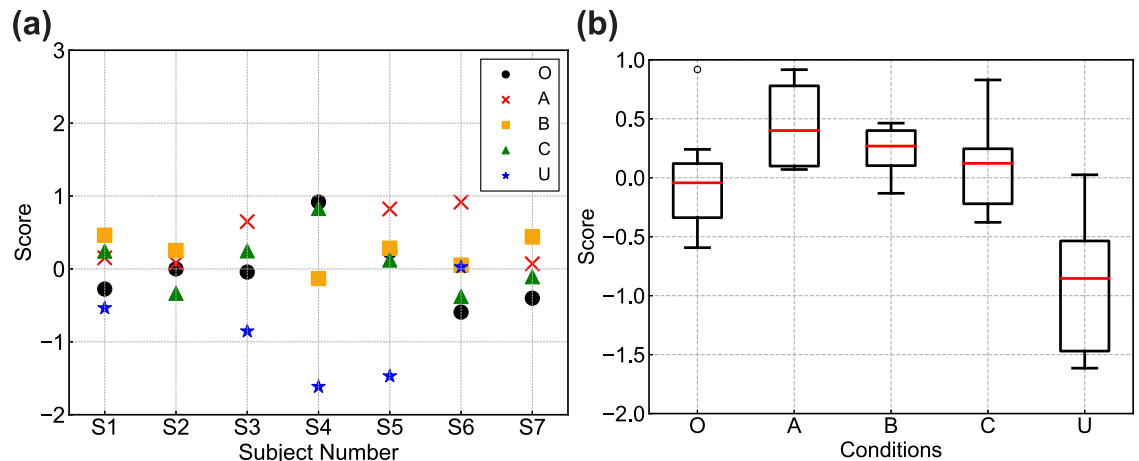 (a)
3
2
1
0
−1
−2
Score
S1 S2 S3 S4 S5 S6 S7
Subject Number
O
A
B
C
U
(b)
1.0
0.5
0.0
−0.5
−1.0
−1.5
−2.0
Score
O A B C U
Conditions